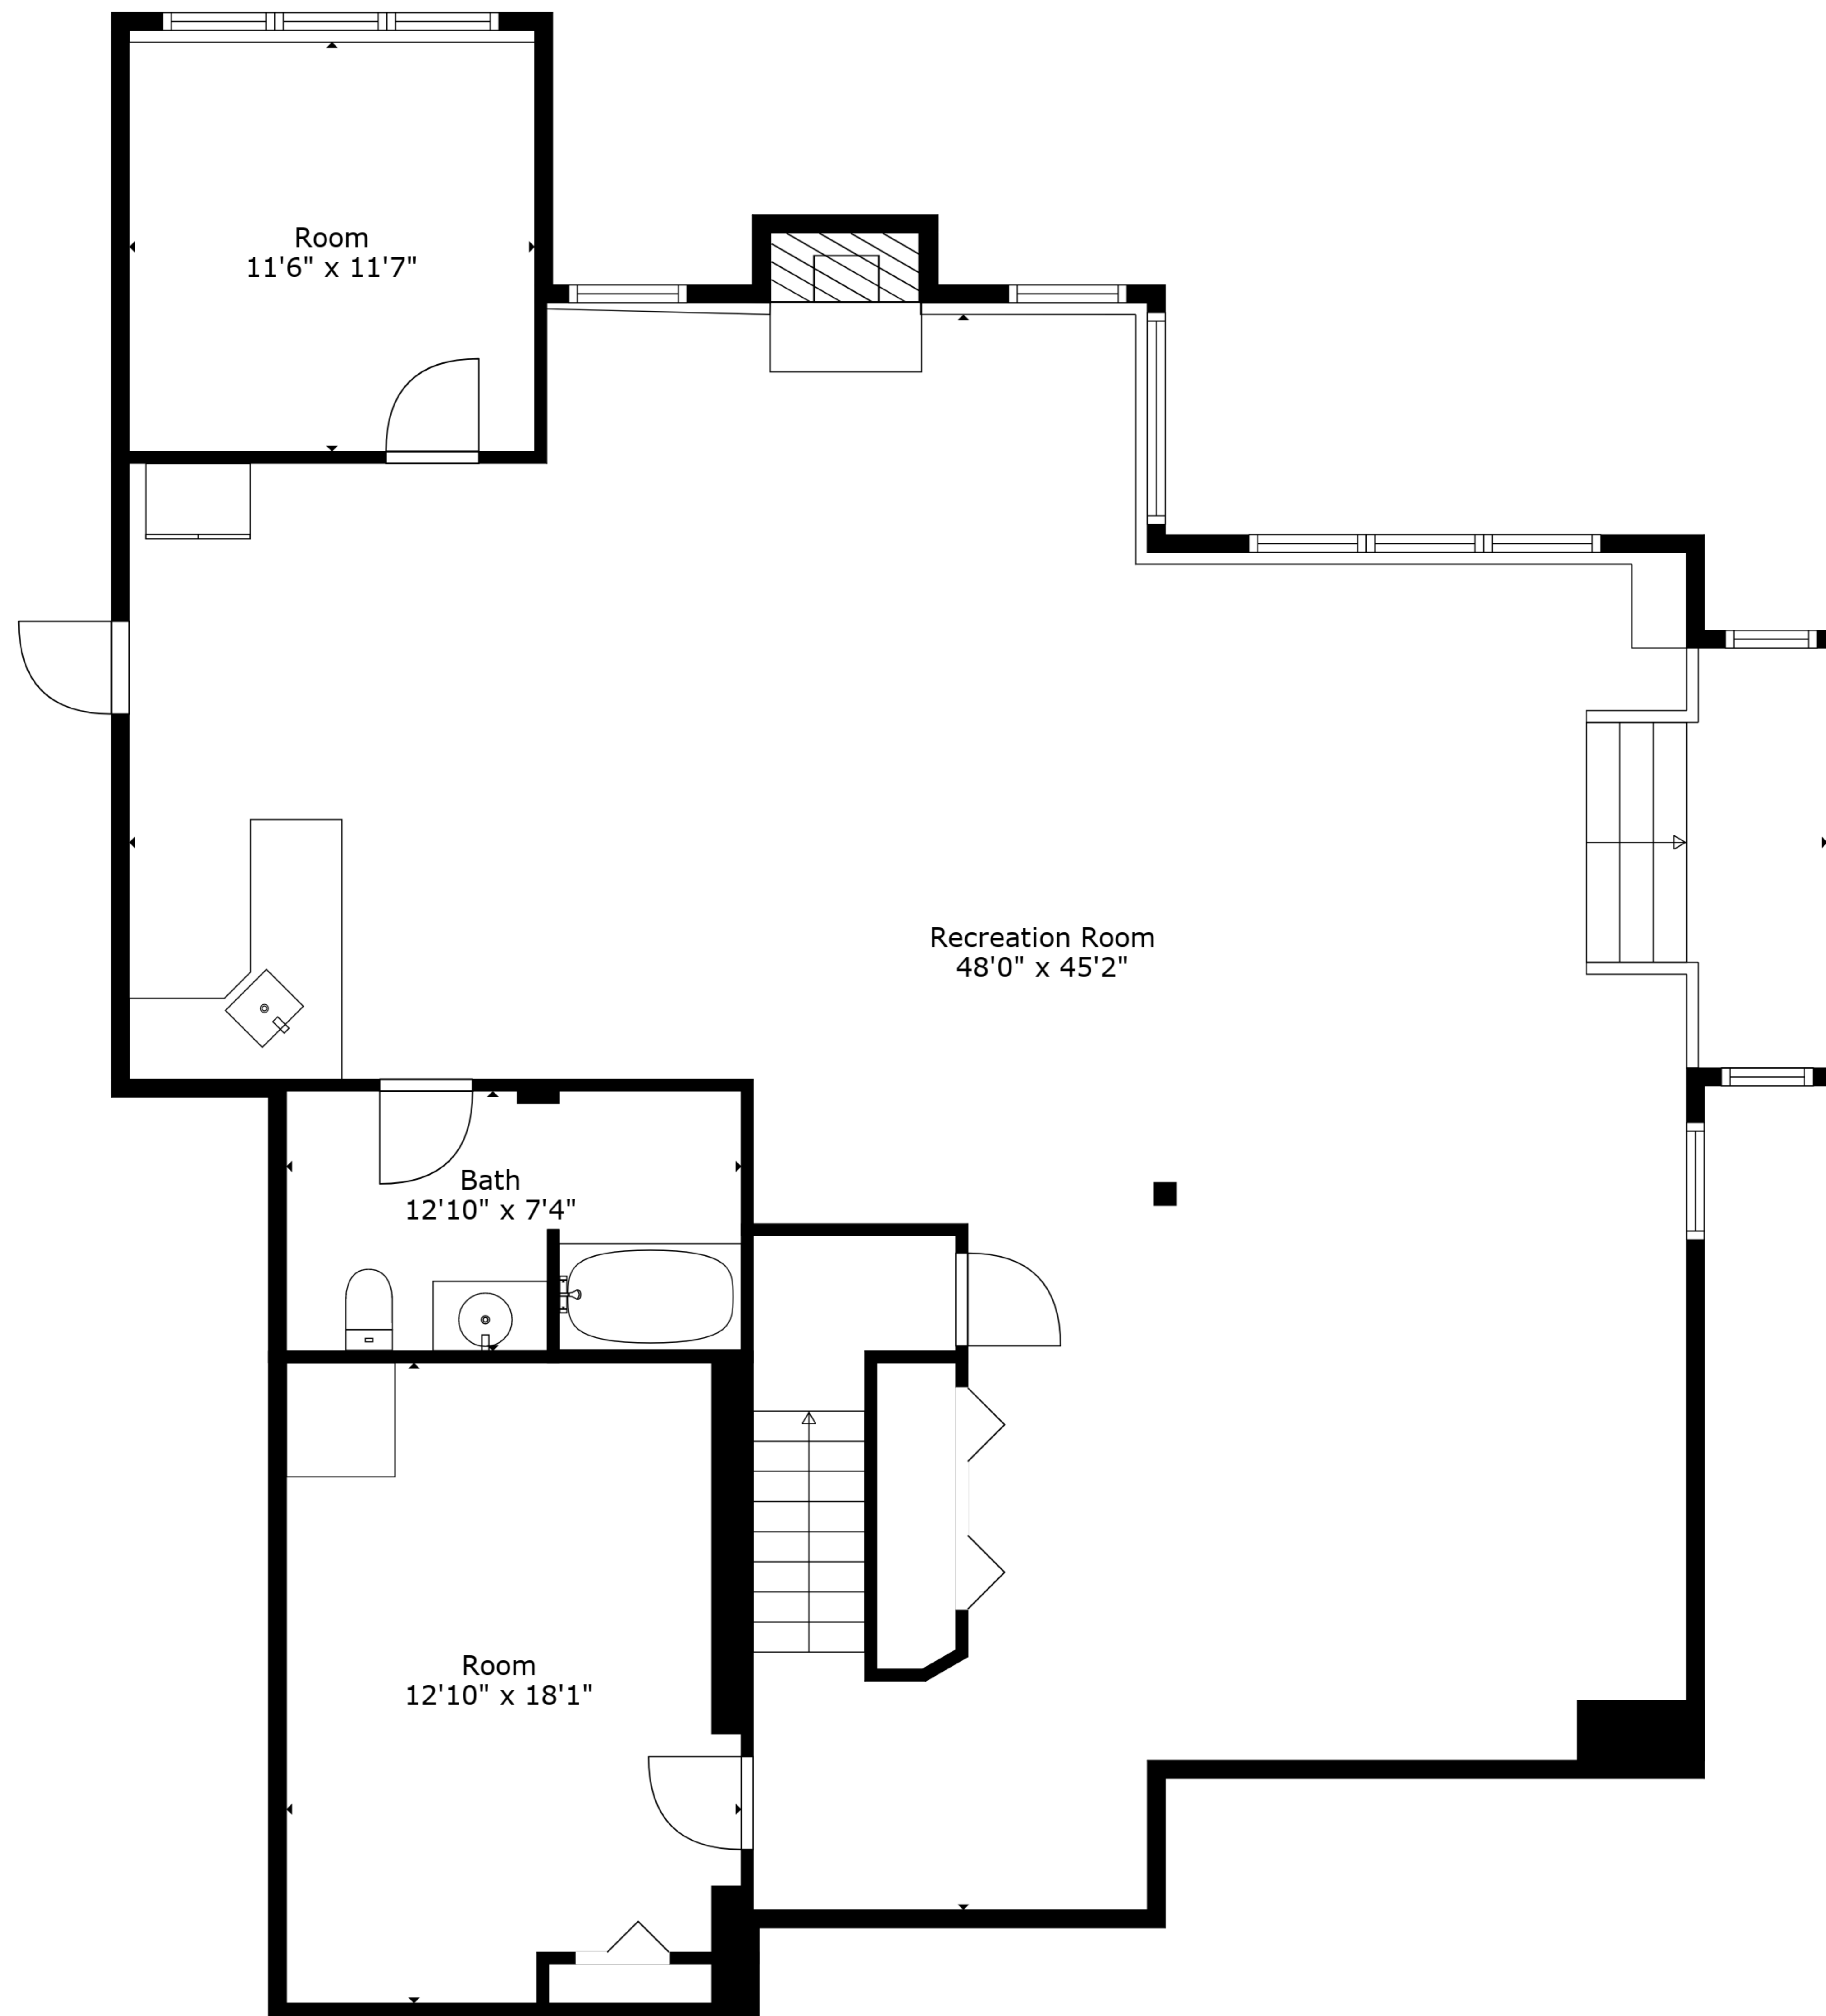 Room
11'6" x 11'7"
Recreation Room
48'0" x 45'2"
Bath
12'10" x 7'4"
Room
12'10" x 18'1"